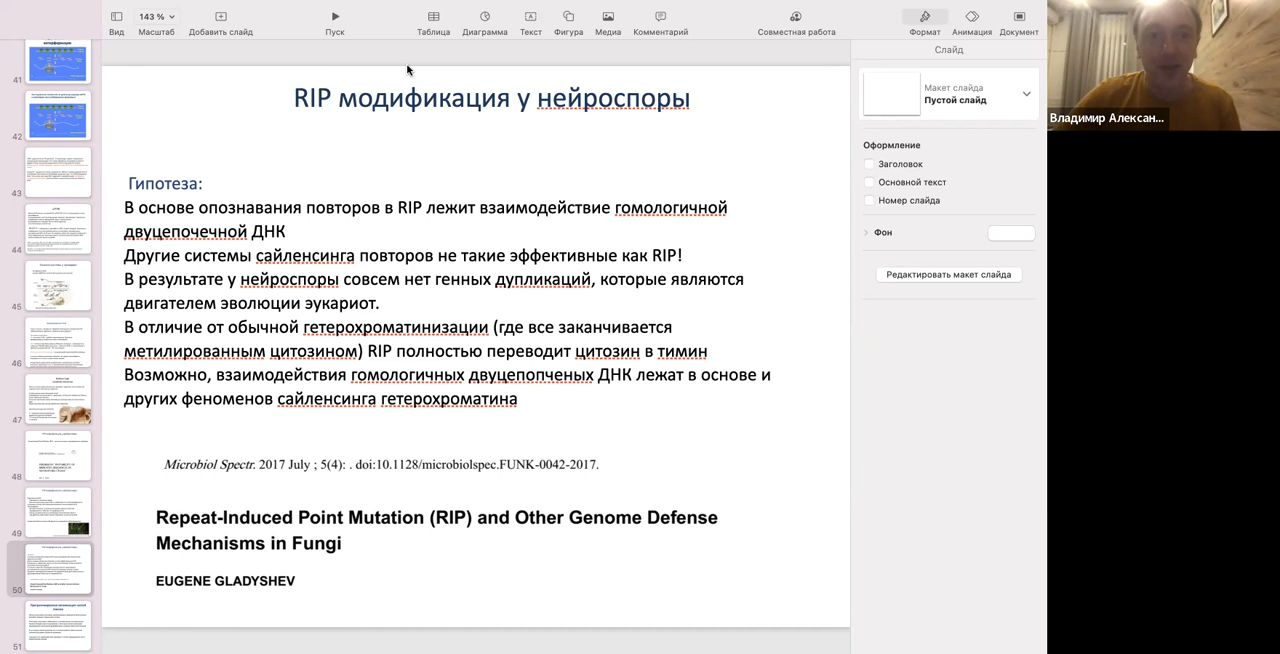 143 %
Вид
Масштаб
Добавить слайд
Пуск
Таблица
Диаграмма
Текст
Фигура
Медиа
Комментарий
Совместная работа
Формат
Анимация
Документ
Слайд
Макет слайда
Пустой слайд
Оформление
Заголовок
Основной текст
Номер слайда
Фон
Редактировать макет слайда
Владимир Алексан...
41
42
43
44
45
46
47
48
49
50
51
RIP модификация у нейроспоры
Гипотеза:
В основе опознавания повторов в RIP лежит взаимодействие гомологичной
двуцепочечной ДНК
Другие системы сайленсинга повторов не такие эффективные как RIP!
В результате у нейроспоры совсем нет генных дупликаций, которые являются
двигателем эволюции эукариот.
В отличие от обычной гетерохроматинизации (где все заканчивается
метилированым цитозином) RIP полностью переводит цитозин в тимин
Возможно, взимодействия гомологичных двуцепопченых ДНК лежат в основе и
других феноменов сайленсинга гетерохроматина
Microbiol Spectr. 2017 July ; 5(4): . doi:10.1128/microbiolspec.FUNK-0042-2017.
Repeat-Induced Point Mutation (RIP) and Other Genome Defense
Mechanisms in Fungi
EUGENE GLADYSHEV